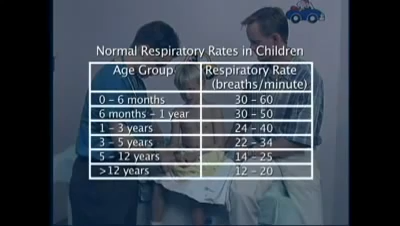 Normal Respiratory Rates in Children
Age Group Respiratory Rate
(breaths/minute)
0 – 6 months 30 – 60
6 months – 1 year 30 – 50
1 – 3 years 24 – 40
3 – 5 years 22 – 34
5 – 12 years 14 – 25
>12 years 12 – 20